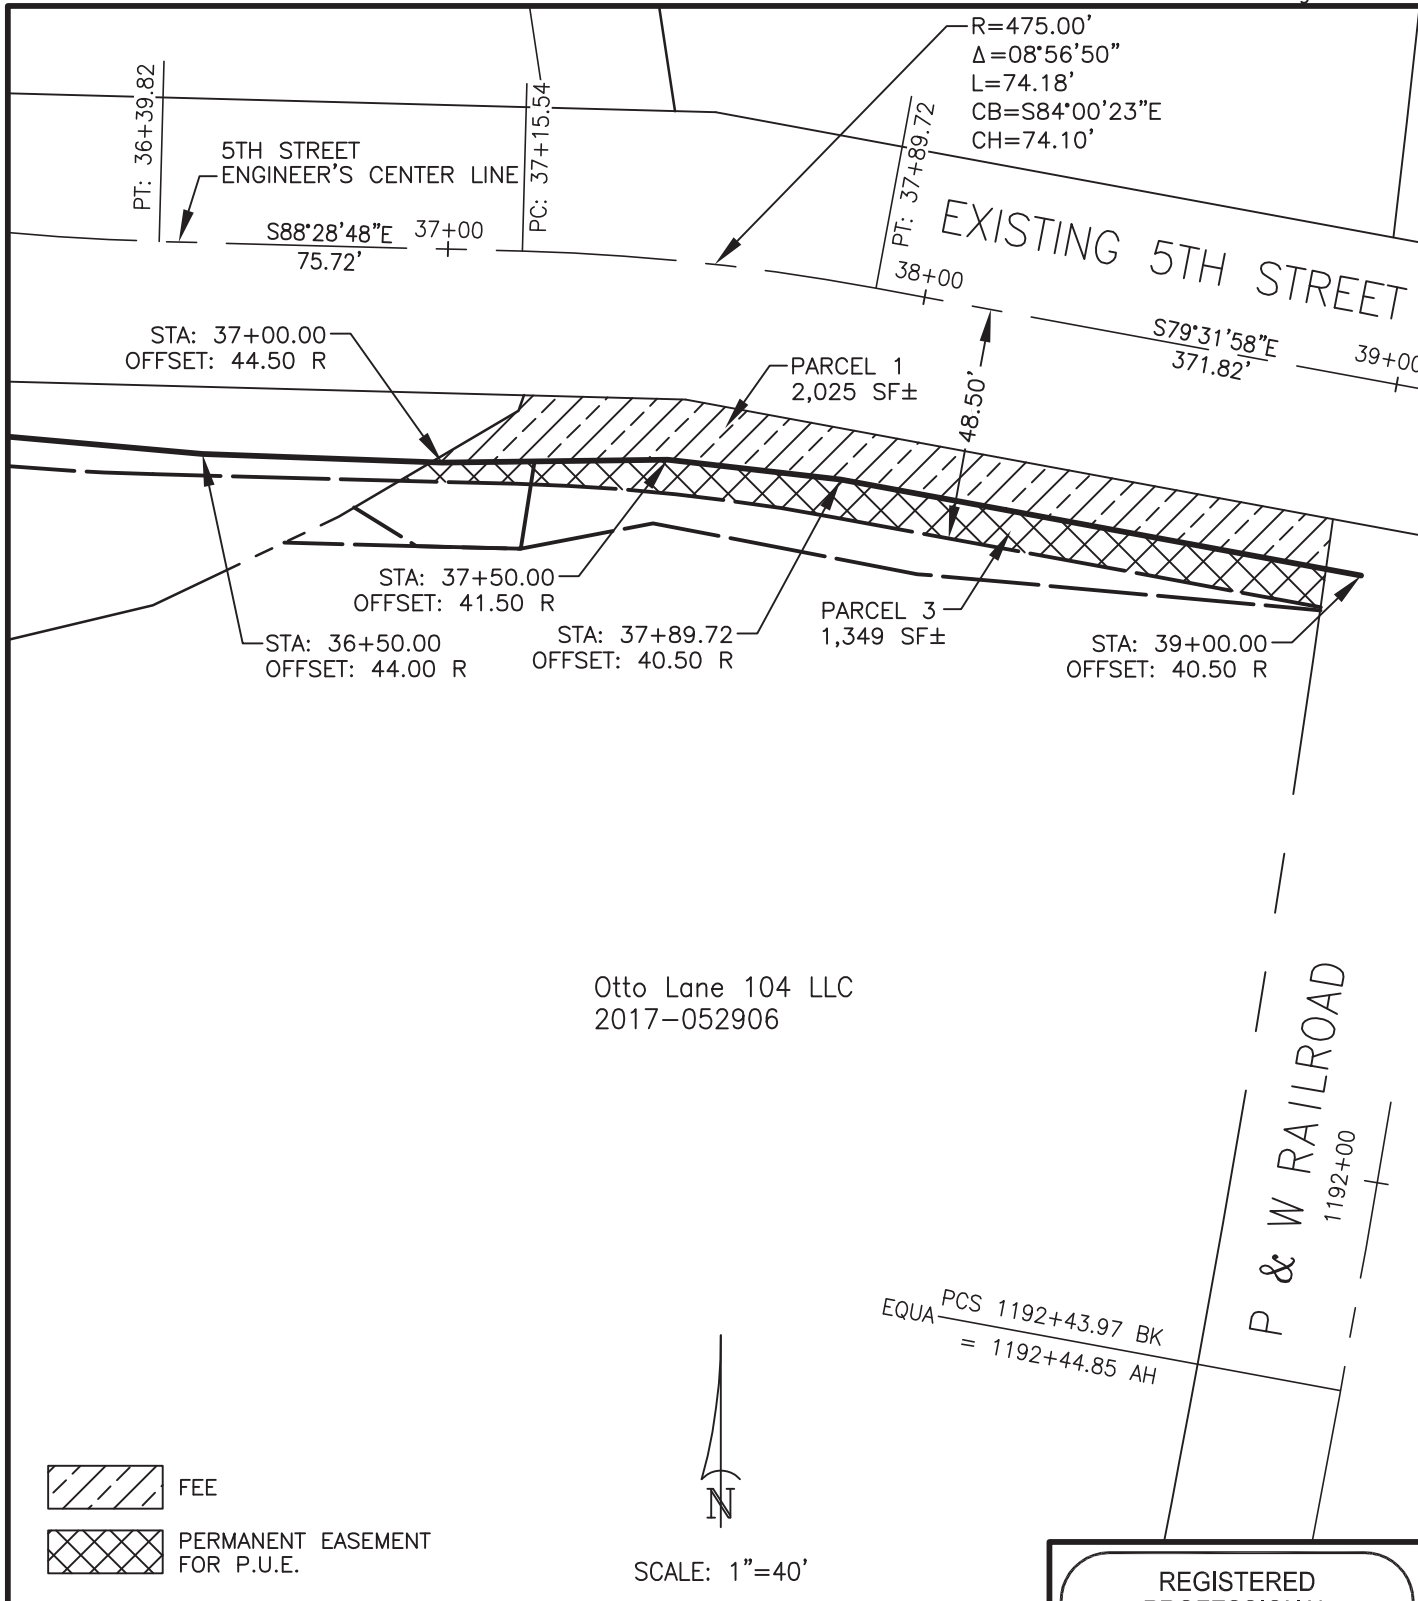 R=475.00'
Δ=08°56'50"
L=74.18'
CB=S84°00'23"E
CH=74.10'
PT: 36+39.82
5TH STREET
ENGINEER'S CENTER LINE
PC: 37+15.54
PT: 37+89.72
S88°28'48"E
75.72'
37+00
EXISTING 5TH STREET
38+00
S79°31'58"E
371.82'
39+00
STA: 37+00.00
OFFSET: 44.50 R
PARCEL 1
2,025 SF±
48.50'
STA: 37+50.00
OFFSET: 41.50 R
STA: 36+50.00
OFFSET: 44.00 R
STA: 37+89.72
OFFSET: 40.50 R
PARCEL 3
1,349 SF±
STA: 39+00.00
OFFSET: 40.50 R
Otto Lane 104 LLC
2017-052906
P & W RAILROAD
1192+00
EQUA
PCS 1192+43.97 BK
= 1192+44.85 AH
FEE
PERMANENT EASEMENT
FOR P.U.E.
N
SCALE: 1"=40'
REGISTERED